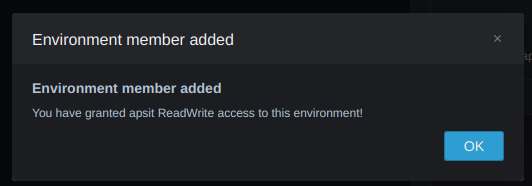 Environment member added
×
Environment member added
You have granted apsit ReadWrite access to this environment!
OK